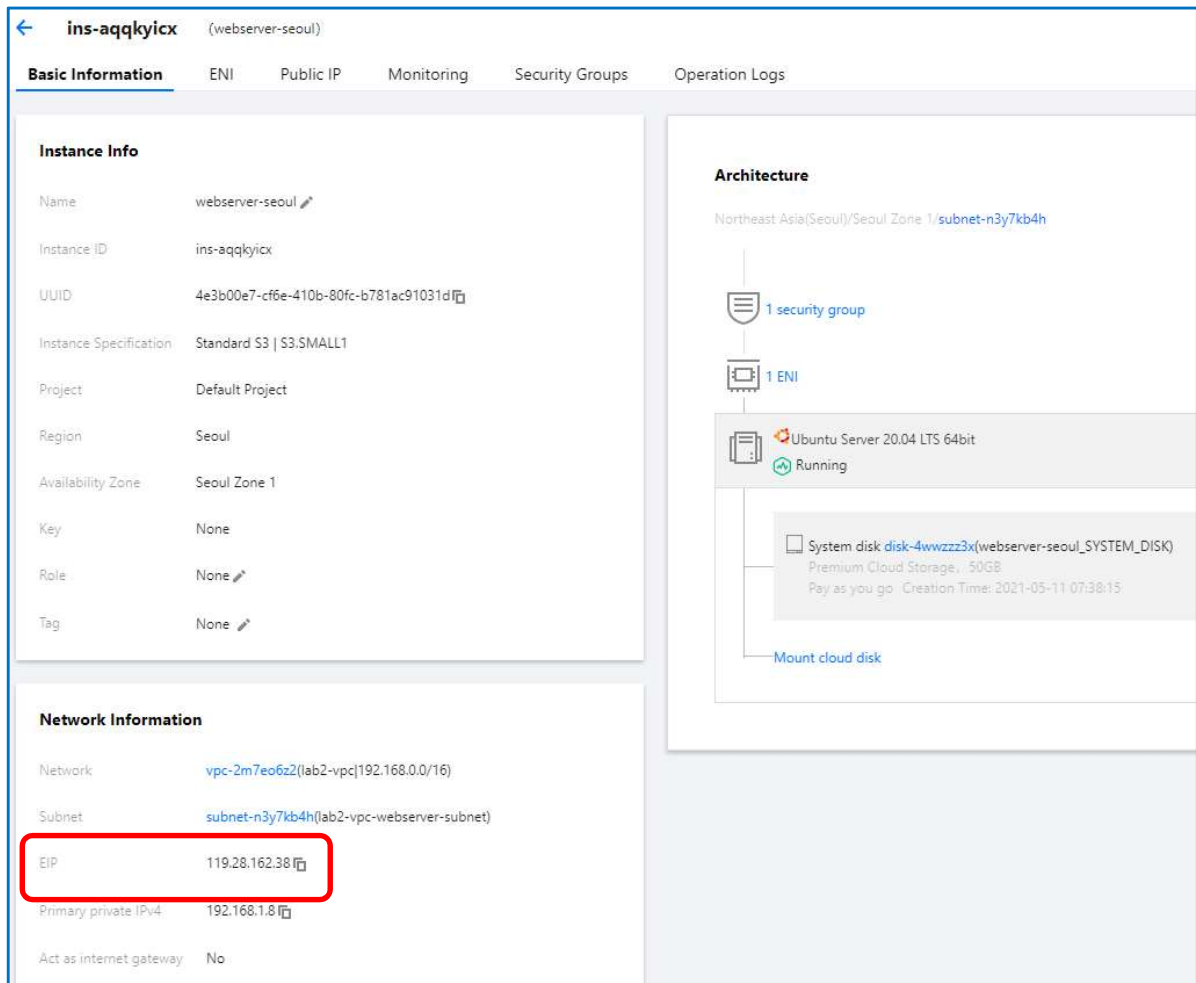 ins-aqqkyicx (webserver-seoul)
Basic Information ENI Public IP Monitoring Security Groups Operation Logs
Instance Info
Name webserver-seoul
Instance ID ins-aqqkyicx
UUID 4e3b00e7-cf6e-410b-80fc-b781ac91031d
Instance Specification Standard S3 | S3.SMALL1
Project Default Project
Region Seoul
Availability Zone Seoul Zone 1
Key None
Role None
Tag None
Network Information
Network vpc-2m7eo6z2(lab2-vpc|192.168.0.0/16)
Subnet subnet-n3y7kb4h(lab2-vpc-webserver-subnet)
EIP 119.28.162.38
Primary private IPv4 192.168.1.8
Act as internet gateway No
Architecture
Northeast Asia(Seoul)/Seoul Zone 1/subnet-n3y7kb4h
1 security group
1 ENI
Ubuntu Server 20.04 LTS 64bit
Running
System disk disk-4wwzzz3x(webserver-seoul_SYSTEM_DISK)
Premium Cloud Storage, 50GB
Pay as you go Creation Time: 2021-05-11 07:38:15
Mount cloud disk